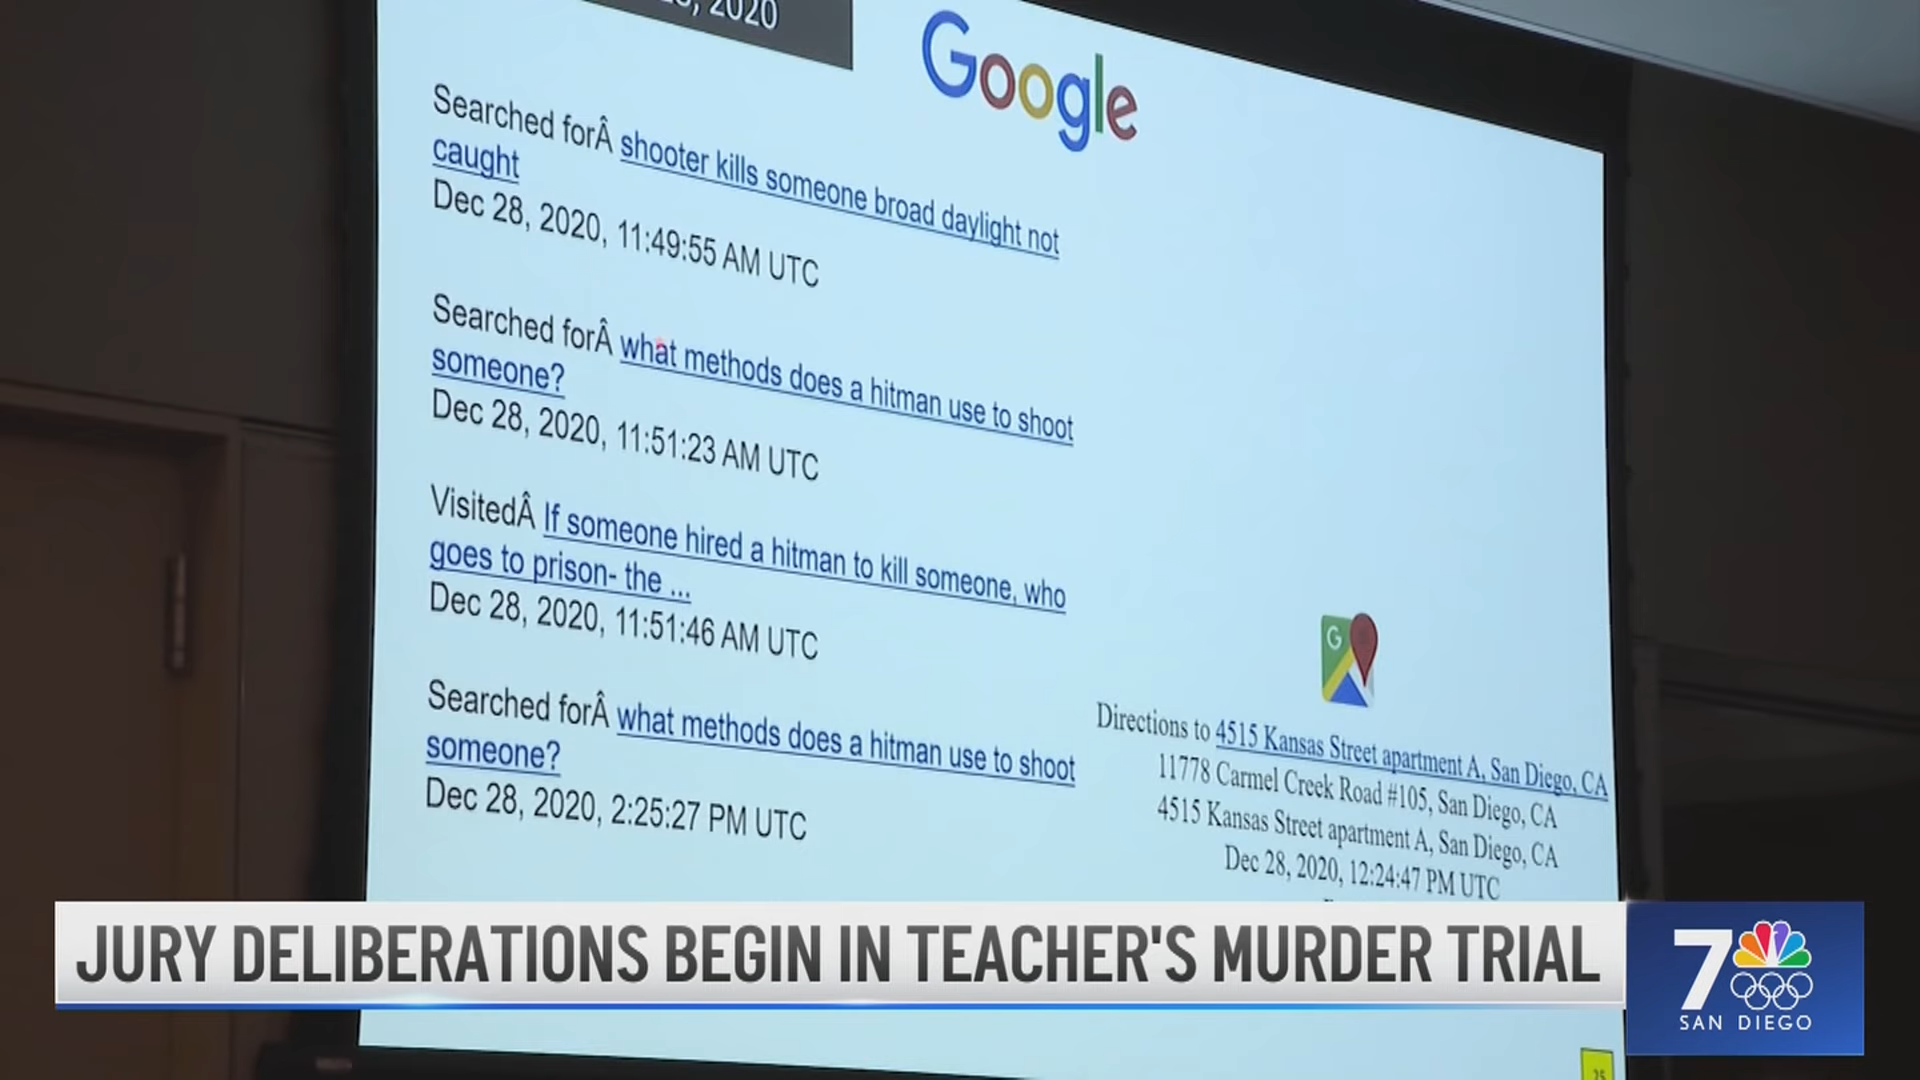 2020
Google
Searched forÂ shooter kills someone broad daylight not
caught
Dec 28, 2020, 11:49:55 AM UTC
Searched forÂ what methods does a hitman use to shoot
someone?
Dec 28, 2020, 11:51:23 AM UTC
VisitedÂ If someone hired a hitman to kill someone, who
goes to prison- the ...
Dec 28, 2020, 11:51:46 AM UTC
Searched forÂ what methods does a hitman use to shoot
someone?
Dec 28, 2020, 2:25:27 PM UTC
G
Directions to 4515 Kansas Street apartment A, San Diego, CA
11778 Carmel Creek Road #105, San Diego, CA
4515 Kansas Street apartment A, San Diego, CA
Dec 28, 2020, 12:24:47 PM UTC
JURY DELIBERATIONS BEGIN IN TEACHER'S MURDER TRIAL
7
SAN DIEGO